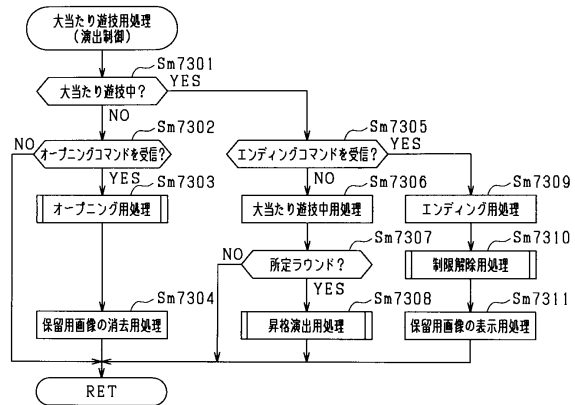 大当たり遊技用処理
(演出制御)
Sm7301
大当たり遊技中?
YES
NO
Sm7302
オープニングコマンドを受信?
NO
YES
Sm7303
オープニング用処理
Sm7304
保留用画像の消去用処理
RET
Sm7305
エンディングコマンドを受信?
YES
NO
Sm7306
大当たり遊技中用処理
Sm7307
所定ラウンド?
NO
YES
Sm7308
昇格演出用処理
Sm7309
エンディング用処理
Sm7310
制限解除用処理
Sm7311
保留用画像の表示用処理